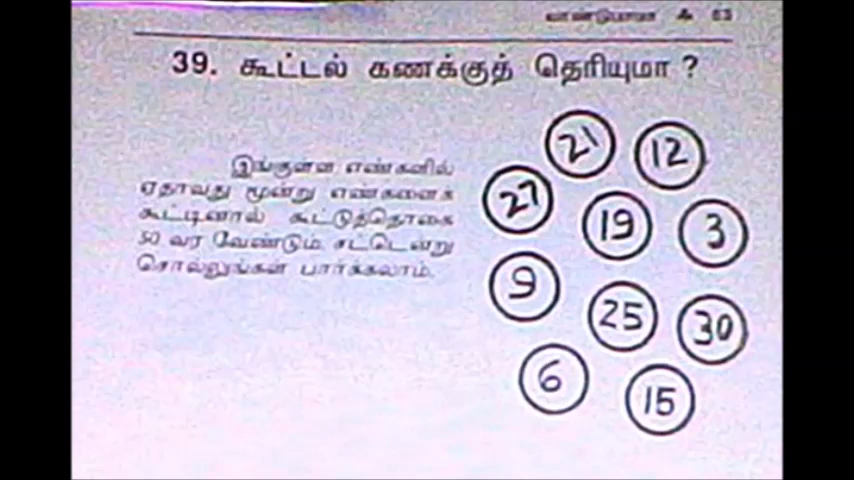 வாண்டுமாமா ♣ 63
39. கூட்டல் கணக்குத் தெரியுமா ?
இங்குள்ள எண்களில்
ஏதாவது மூன்று எண்களைக்
கூட்டினால் கூட்டுத்தொகை
50 வர வேண்டும். சட்டென்று
சொல்லுங்கள் பார்க்கலாம்.
21
12
27
19
3
9
25
30
6
15